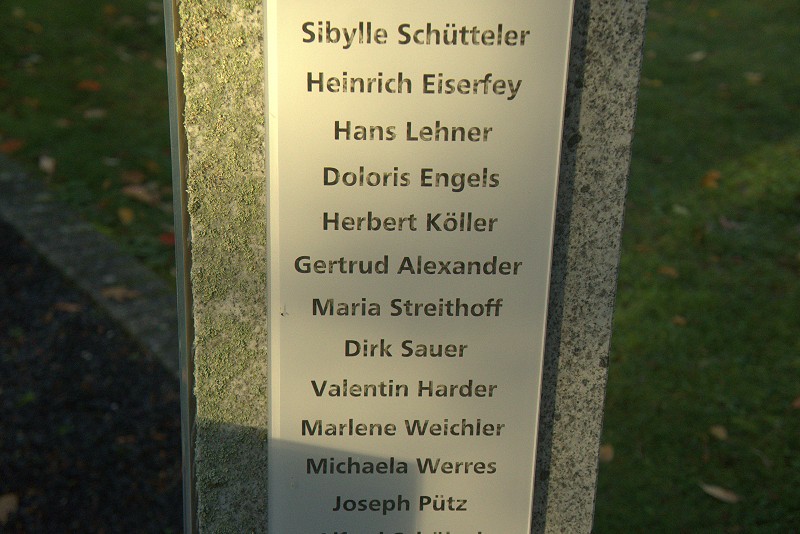 Sibylle Schütteler
Heinrich Eiserfey
Hans Lehner
Doloris Engels
Herbert Köller
Gertrud Alexander
Maria Streithoff
Dirk Sauer
Valentin Harder
Marlene Weichler
Michaela Werres
Joseph Pütz